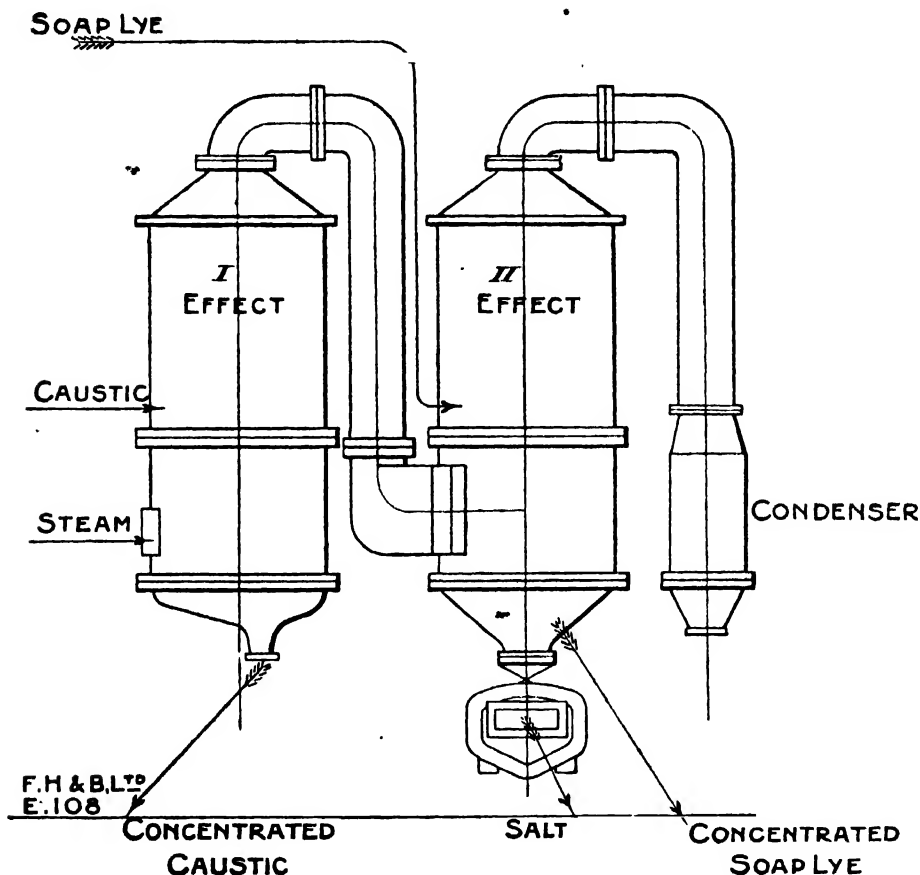 SOAP LYE
I
EFFECT
II
EFFECT
CAUSTIC
STEAM
CONDENSER
F.H & B, LTD
E.108
CONCENTRATED
CAUSTIC
SALT
CONCENTRATED
SOAP LYE